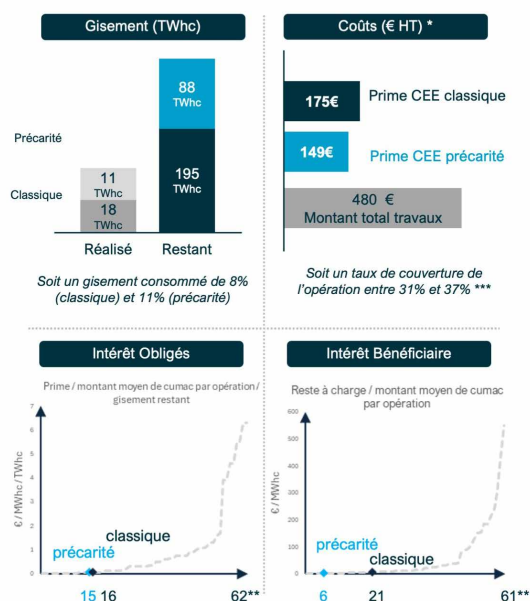 Gisement (TWhc)
88
TWhc
Précarité
195
TWhc
11
TWhc
Classique
18
TWhc
Réalisé
Restant
Soit un gisement consommé de 8%
(classique) et 11% (précarité)
Coûts (€ HT) *
175€
Prime CEE classique
149€
Prime CEE précarité
480 €
Montant total travaux
Soit un taux de couverture de
l'opération entre 31% et 37% ***
Intérêt Obligés
Prime / montant moyen de cumac par opération /
gisement restant
€ / MWhc / TWhc
7
6
5
4
3
2
1
0
classique
précarité
15 16
62**
Intérêt Bénéficiaire
Reste à charge / montant moyen de cumac
par opération
€ / MWhc
600
500
400
300
200
100
0
précarité
classique
6
21
61**